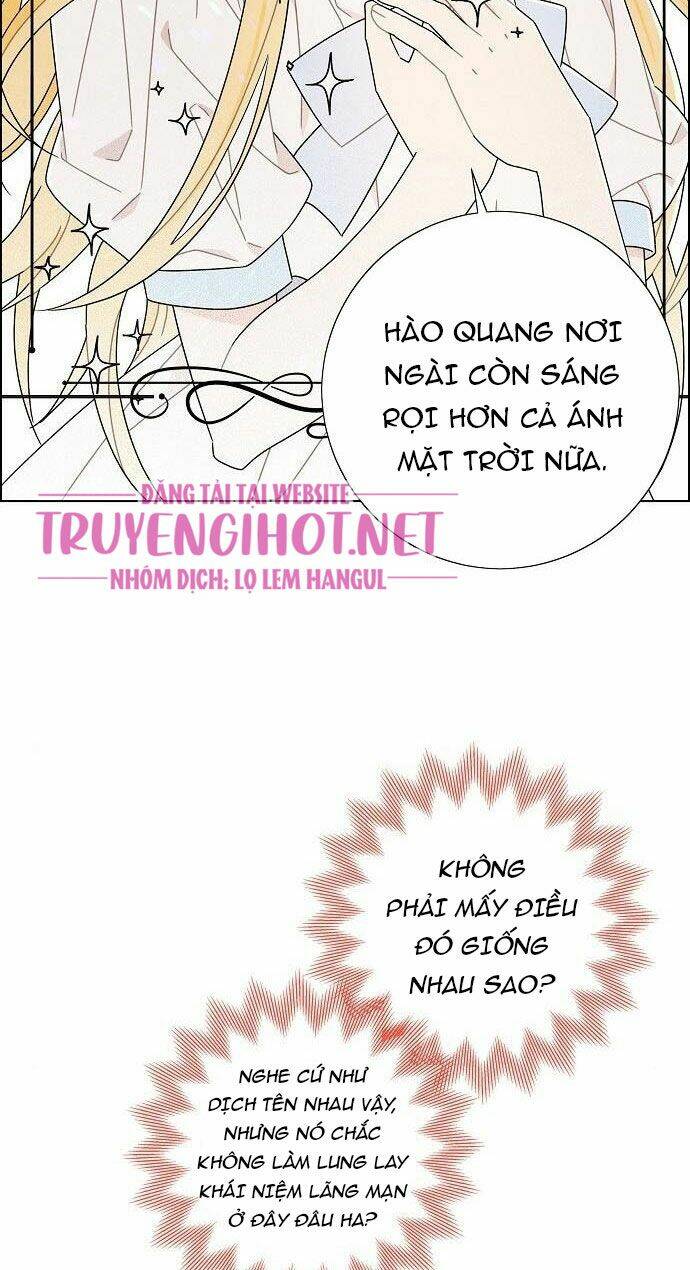 HÀO QUANG NƠI
NGÀI CÒN SÁNG
RỌI HƠN CẢ ÁNH
MẶT TRỜI NỮA.
ĐĂNG TẢI TẠI WEBSITE
TRUYENGIHOT.NET
NHÓM DỊCH: LỌ LEM HANGUL
KHÔNG
PHẢI MẤY ĐIỀU
ĐÓ GIỐNG
NHAU SAO?
NGHE CỨ NHƯ
DỊCH TÊN NHAU VẬY,
NHƯNG NÓ CHẮC
KHÔNG LÀM LUNG LAY
KHÁI NIỆM LÃNG MẠN
Ở ĐÂY ĐÂU HA?